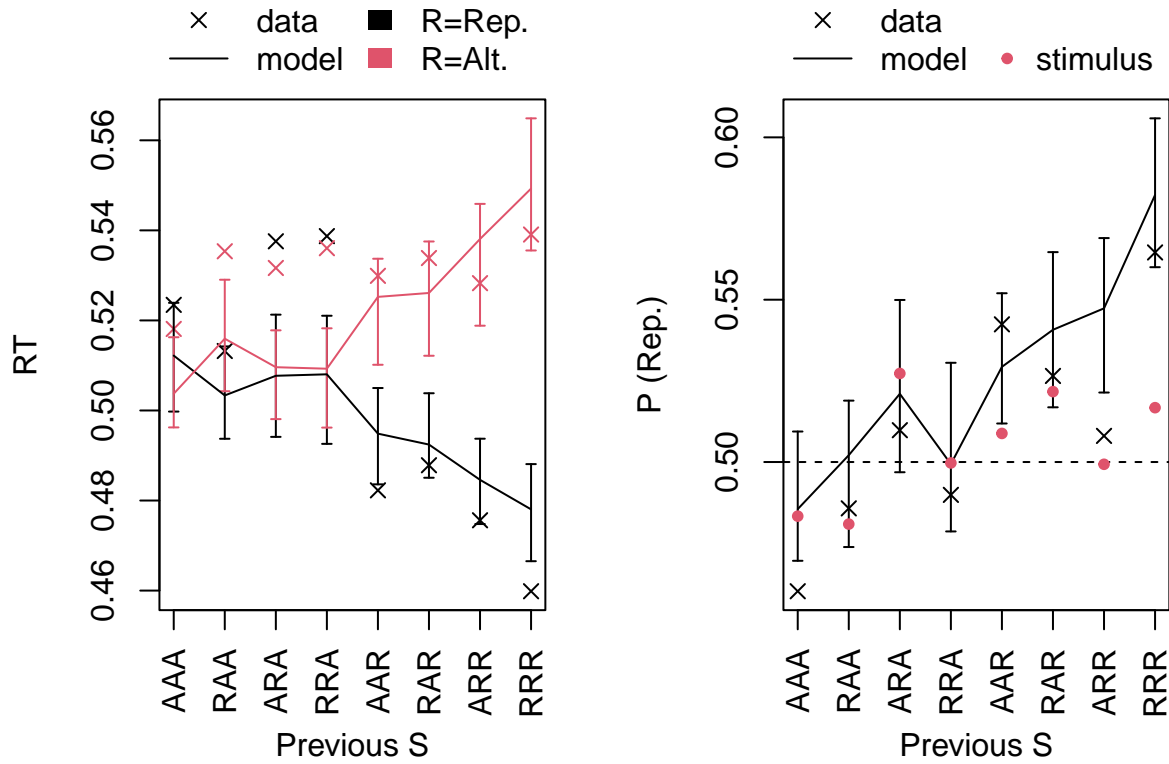 data
R=Rep.
model
R=Alt.
RT
0.56
0.54
0.52
0.50
0.48
0.46
AAA
RAA
ARA
RRA
AAR
RAR
ARR
RRR
Previous S
data
model
stimulus
P (Rep.)
0.60
0.55
0.50
AAA
RAA
ARA
RRA
AAR
RAR
ARR
RRR
Previous S